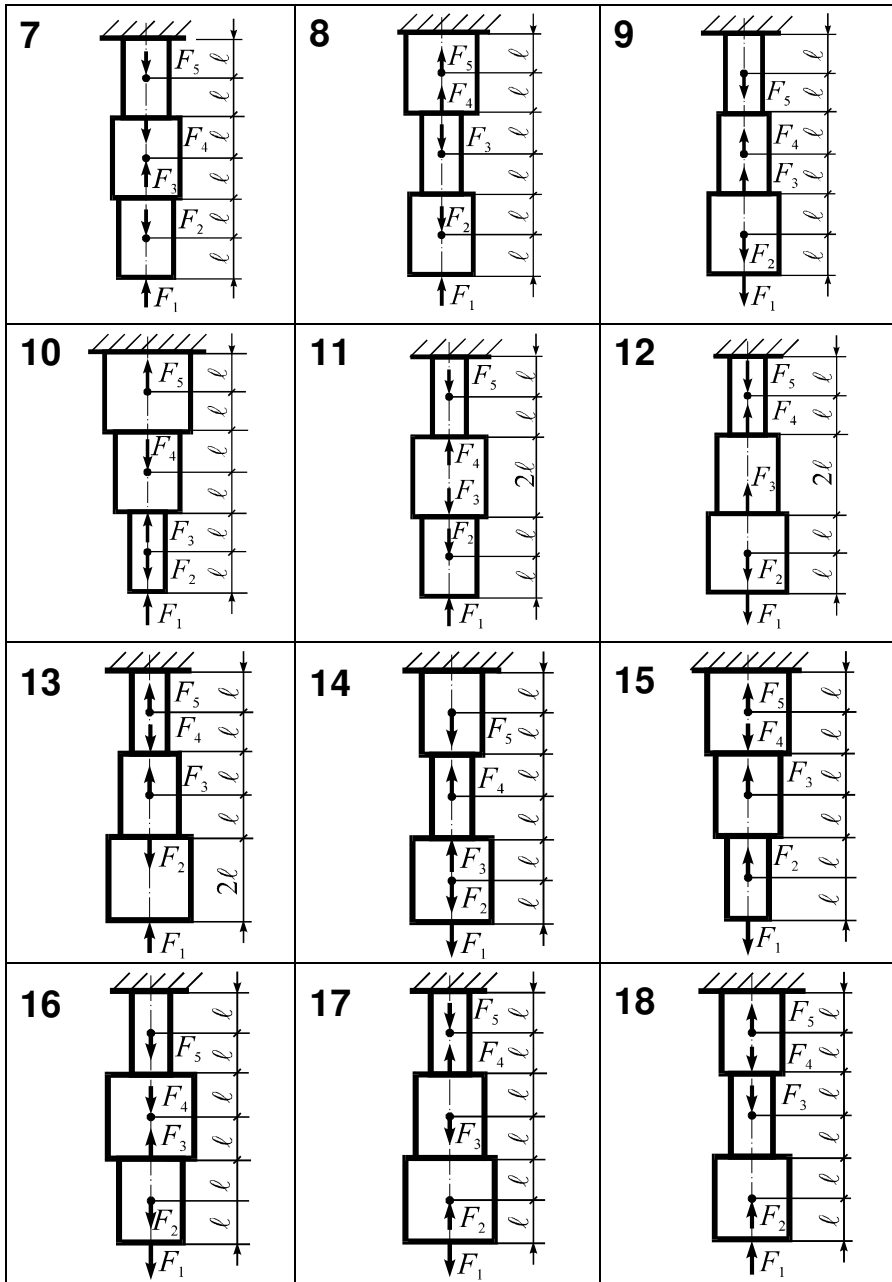 7
F₅
ℓ
ℓ
F₄
ℓ
F₃
ℓ
F₂
ℓ
ℓ
F₁
8
F₅
ℓ
F₄
ℓ
F₃
ℓ
ℓ
F₂
ℓ
ℓ
F₁
9
ℓ
F₅
ℓ
F₄
ℓ
F₃
ℓ
ℓ
F₂
ℓ
F₁
10
F₅
ℓ
ℓ
F₄
ℓ
ℓ
F₃
ℓ
F₂
ℓ
F₁
11
F₅
ℓ
ℓ
F₄
2ℓ
F₃
F₂
ℓ
ℓ
F₁
12
F₅
ℓ
F₄
ℓ
F₃
2ℓ
ℓ
F₂
ℓ
F₁
13
F₅
ℓ
F₄
ℓ
F₃
ℓ
ℓ
F₂
2ℓ
F₁
14
ℓ
F₅
ℓ
F₄
ℓ
ℓ
F₃
ℓ
F₂
ℓ
F₁
15
F₅
ℓ
F₄
ℓ
F₃
ℓ
ℓ
F₂
ℓ
ℓ
F₁
16
ℓ
F₅
ℓ
F₄
ℓ
F₃
ℓ
ℓ
F₂
ℓ
F₁
17
F₅
ℓ
F₄
ℓ
ℓ
F₃
ℓ
ℓ
F₂
ℓ
F₁
18
F₅
ℓ
F₄
ℓ
F₃
ℓ
ℓ
ℓ
F₂
ℓ
F₁